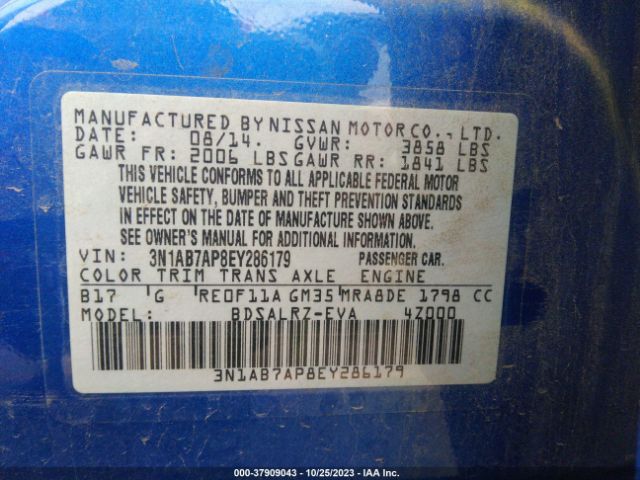 MANUFACTURED BY NISSAN MOTOR CO., LTD.
DATE: 08/14. GVWR: 3858 LBS
GAWR FR: 2006 LBS GAWR RR: 1841 LBS
THIS VEHICLE CONFORMS TO ALL APPLICABLE FEDERAL MOTOR
VEHICLE SAFETY, BUMPER AND THEFT PREVENTION STANDARDS
IN EFFECT ON THE DATE OF MANUFACTURE SHOWN ABOVE.
SEE OWNER'S MANUAL FOR ADDITIONAL INFORMATION.
VIN: 3N1AB7AP8EY286179 PASSENGER CAR.
COLOR TRIM TRANS AXLE ENGINE
B17 G RE0F11A GM35 MRA8DE 1798 CC
MODEL: BDSALRZ-EVA 4Z000
3N1AB7AP8EY286179
000-37909043 / 10/25/2023 / IAA Inc.